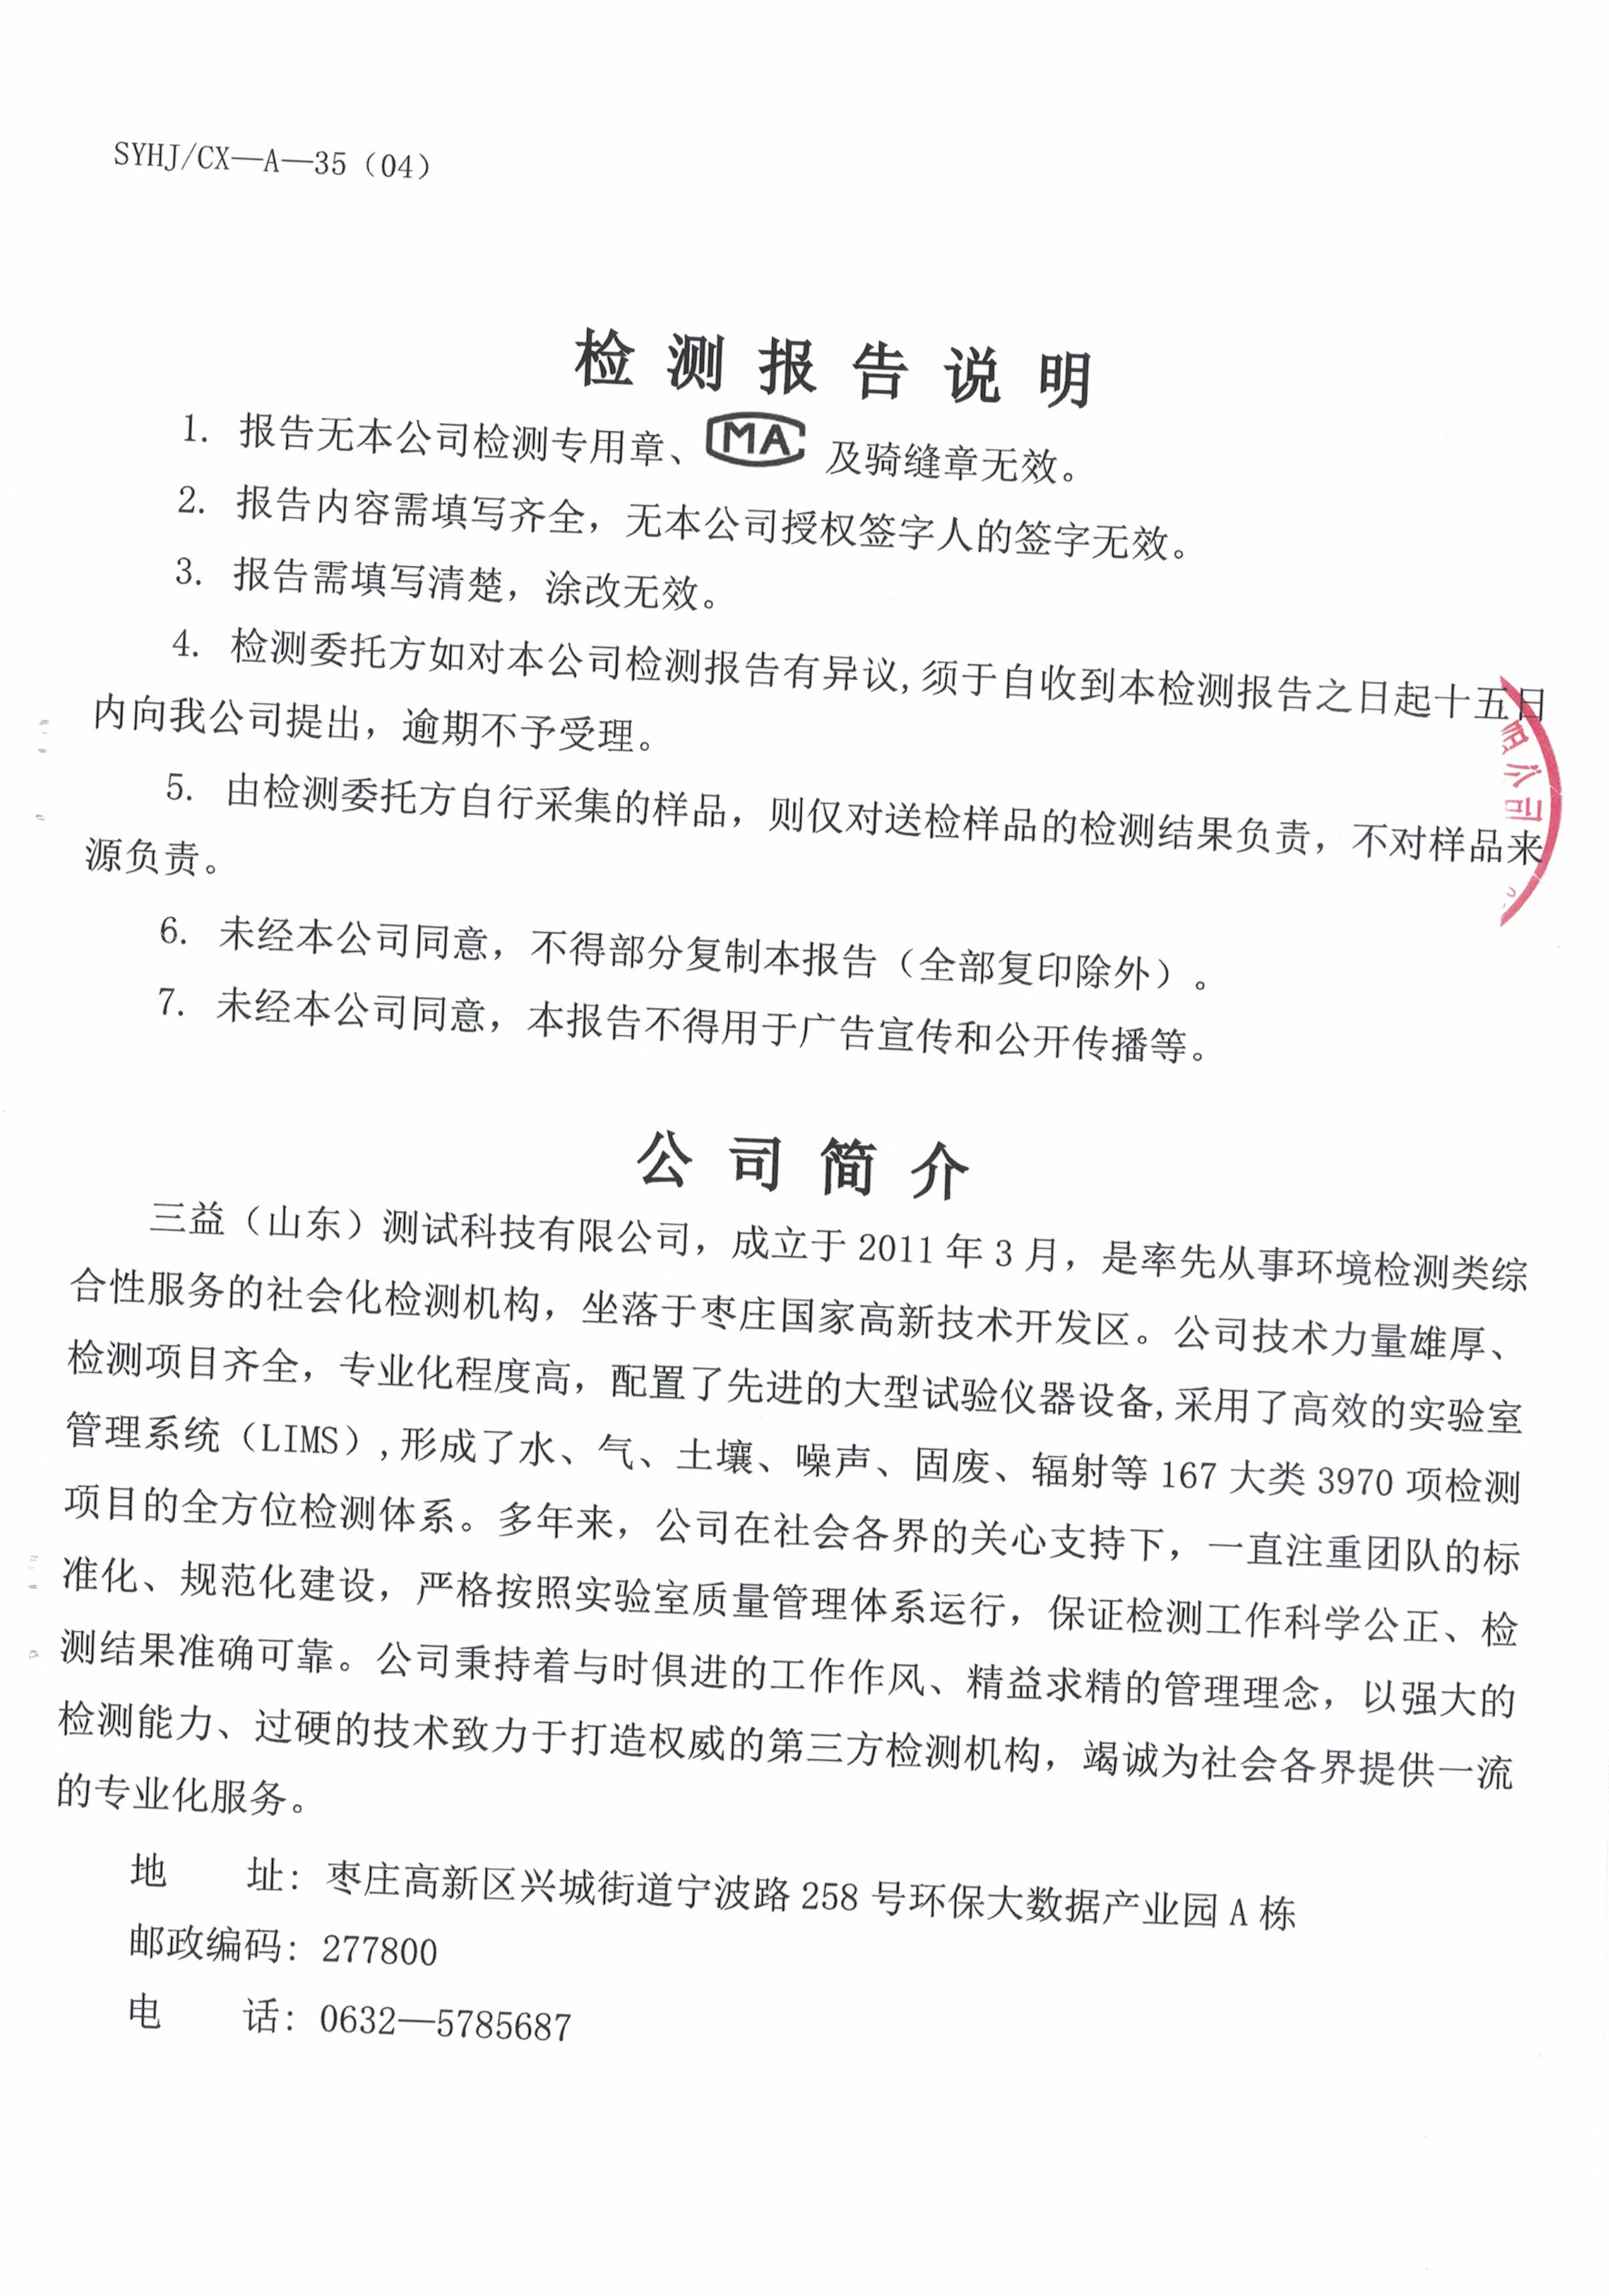 SYHJ/CX—A—35（04）
检测报告说明
1. 报告无本公司检测专用章、MA 及骑缝章无效。
2. 报告内容需填写齐全，无本公司授权签字人的签字无效。
3. 报告需填写清楚，涂改无效。
4. 检测委托方如对本公司检测报告有异议,须于自收到本检测报告之日起十五日
内向我公司提出，逾期不予受理。
5. 由检测委托方自行采集的样品，则仅对送检样品的检测结果负责，不对样品来
源负责。
6. 未经本公司同意，不得部分复制本报告（全部复印除外）。
7. 未经本公司同意，本报告不得用于广告宣传和公开传播等。
公司简介
三益（山东）测试科技有限公司，成立于 2011 年 3 月，是率先从事环境检测类综
合性服务的社会化检测机构，坐落于枣庄国家高新技术开发区。公司技术力量雄厚、
检测项目齐全，专业化程度高，配置了先进的大型试验仪器设备,采用了高效的实验室
管理系统（LIMS）,形成了水、气、土壤、噪声、固废、辐射等 167 大类 3970 项检测
项目的全方位检测体系。多年来，公司在社会各界的关心支持下，一直注重团队的标
准化、规范化建设，严格按照实验室质量管理体系运行，保证检测工作科学公正、检
测结果准确可靠。公司秉持着与时俱进的工作作风、精益求精的管理理念，以强大的
检测能力、过硬的技术致力于打造权威的第三方检测机构，竭诚为社会各界提供一流
的专业化服务。
地　　址：枣庄高新区兴城街道宁波路 258 号环保大数据产业园 A 栋
邮政编码：277800
电　　话：0632—5785687
公司